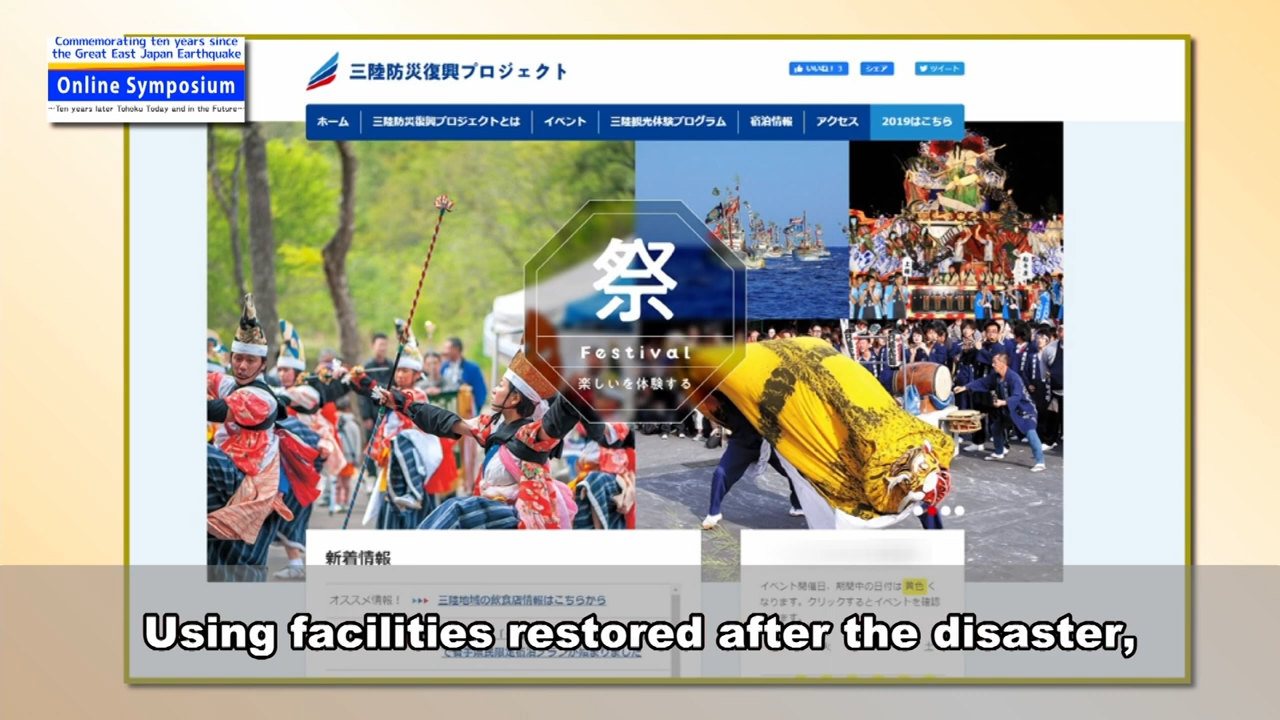 Commemorating ten years since
the Great East Japan Earthquake
Online Symposium
~Ten years later Tohoku Today and in the Future~
三陸防災復興プロジェクト
いいね！ 3
シェア
ツイート
ホーム
三陸防災復興プロジェクトとは
イベント
三陸観光体験プログラム
宿泊情報
アクセス
2019はこちら
祭
Festival
楽しいを体験する
新着情報
オススメ情報！
三陸地域の飲食店情報はこちらから
イベント開催日、期間中の日付は黄色く
なります。クリックするとイベントを確認
Using facilities restored after the disaster,